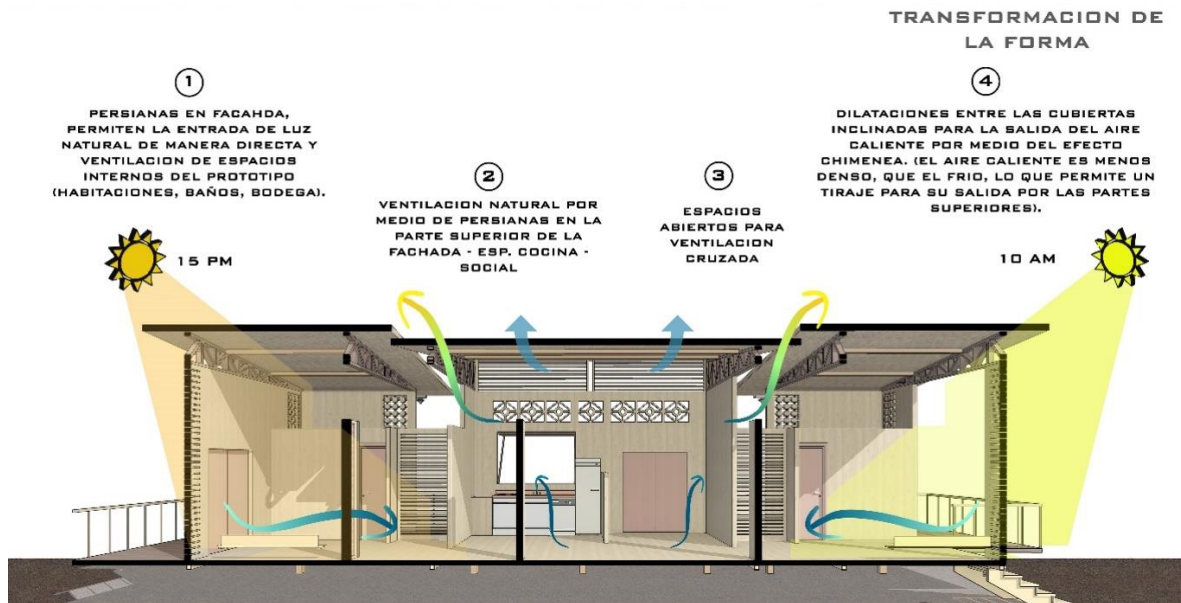 TRANSFORMACION DE
LA FORMA
1
PERSIANAS EN FACAHDA,
PERMITEN LA ENTRADA DE LUZ
NATURAL DE MANERA DIRECTA Y
VENTILACION DE ESPACIOS
INTERNOS DEL PROTOTIPO
(HABITACIONES, BAÑOS, BODEGA).
2
VENTILACION NATURAL POR
MEDIO DE PERSIANAS EN LA
PARTE SUPERIOR DE LA
FACHADA - ESP. COCINA -
SOCIAL
3
ESPACIOS
ABIERTOS PARA
VENTILACION
CRUZADA
4
DILATACIONES ENTRE LAS CUBIERTAS
INCLINADAS PARA LA SALIDA DEL AIRE
CALIENTE POR MEDIO DEL EFECTO
CHIMENEA. (EL AIRE CALIENTE ES MENOS
DENSO, QUE EL FRIO, LO QUE PERMITE UN
TIRAJE PARA SU SALIDA POR LAS PARTES
SUPERIORES).
15 PM
10 AM